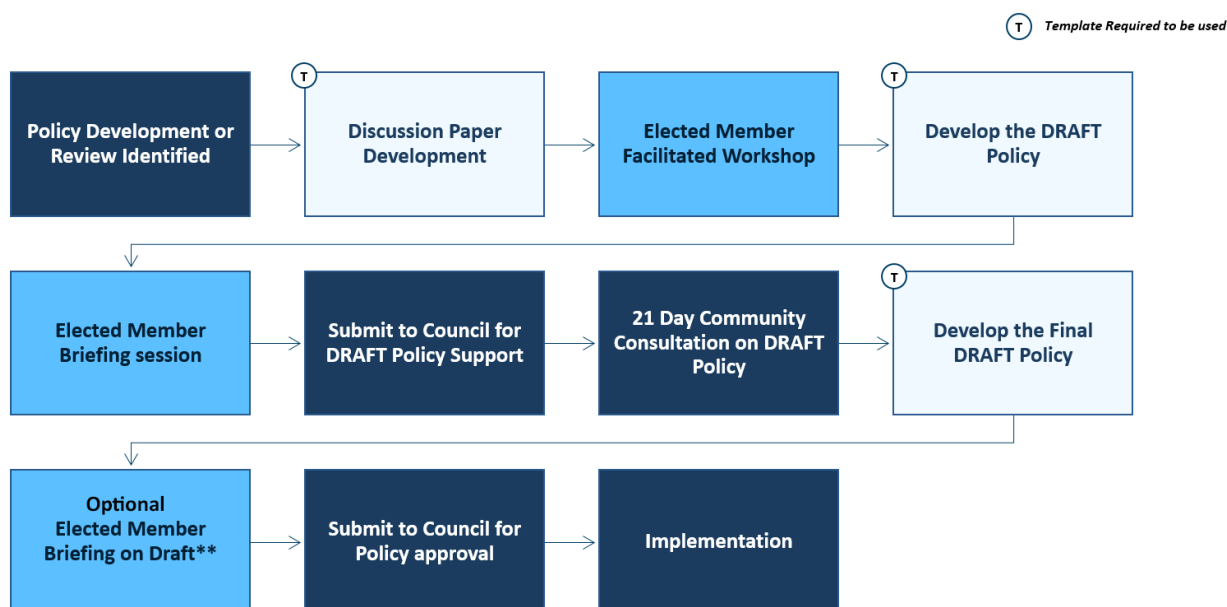 T Template Required to be used
T
T
Policy Development or
Review Identified
Discussion Paper
Development
Elected Member
Facilitated Workshop
Develop the DRAFT
Policy
T
Elected Member
Briefing session
Submit to Council for
DRAFT Policy Support
21 Day Community
Consultation on DRAFT
Policy
Develop the Final
DRAFT Policy
Optional
Elected Member
Briefing on Draft**
Submit to Council for
Policy approval
Implementation